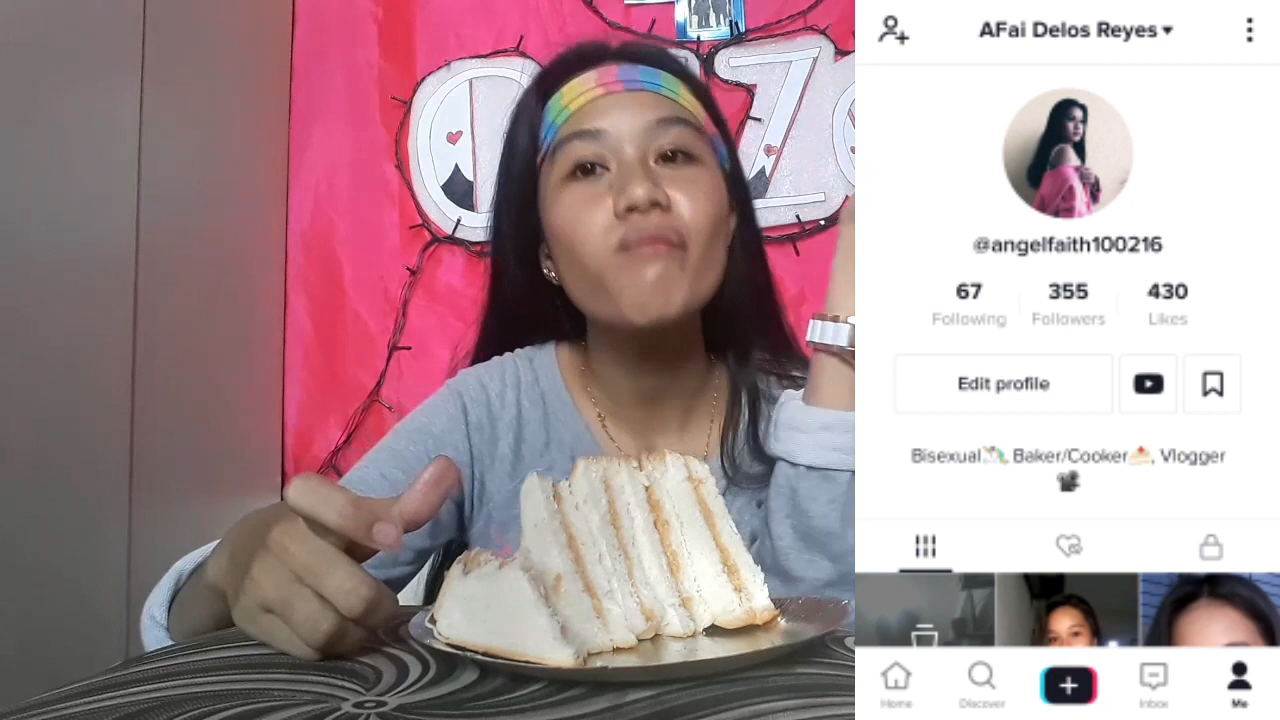 AFai Delos Reyes
@angelfaith100216
67
355
430
Following
Followers
Likes
Edit profile
Bisexual🦄, Baker/Cooker🍰, Vlogger
📽
Home
Discover
Inbox
Me